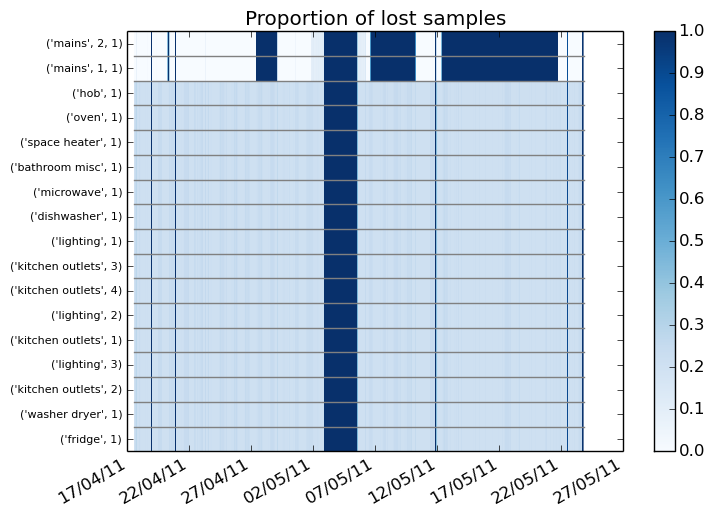 Proportion of lost samples
('mains', 2, 1)
('mains', 1, 1)
('hob', 1)
('oven', 1)
('space heater', 1)
('bathroom misc', 1)
('microwave', 1)
('dishwasher', 1)
('lighting', 1)
('kitchen outlets', 3)
('kitchen outlets', 4)
('lighting', 2)
('kitchen outlets', 1)
('lighting', 3)
('kitchen outlets', 2)
('washer dryer', 1)
('fridge', 1)
17/04/11
22/04/11
27/04/11
02/05/11
07/05/11
12/05/11
17/05/11
22/05/11
27/05/11
1.0
0.9
0.8
0.7
0.6
0.5
0.4
0.3
0.2
0.1
0.0